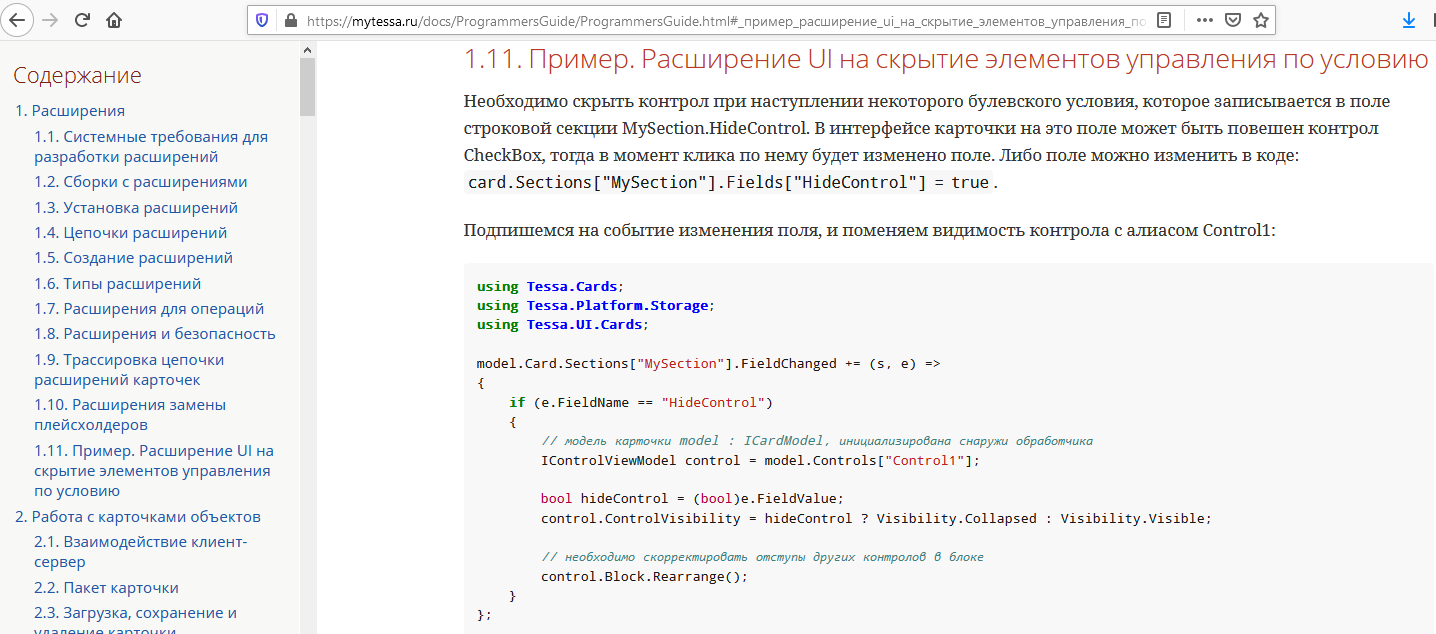 https://mytessa.ru/docs/ProgrammersGuide/ProgrammersGuide.html#_пример_расширение_ui_на_скрытие_элементов_управления_по
Содержание
1. Расширения
1.1. Системные требования для
разработки расширений
1.2. Сборки с расширениями
1.3. Установка расширений
1.4. Цепочки расширений
1.5. Создание расширений
1.6. Типы расширений
1.7. Расширения для операций
1.8. Расширения и безопасность
1.9. Трассировка цепочки
расширений карточек
1.10. Расширения замены
плейсхолдеров
1.11. Пример. Расширение UI на
скрытие элементов управления
по условию
2. Работа с карточками объектов
2.1. Взаимодействие клиент-
сервер
2.2. Пакет карточки
2.3. Загрузка, сохранение и
удаление карточки
1.11. Пример. Расширение UI на скрытие элементов управления по условию
Необходимо скрыть контрол при наступлении некоторого булевского условия, которое записывается в поле
строковой секции MySection.HideControl. В интерфейсе карточки на это поле может быть повешен контрол
CheckBox, тогда в момент клика по нему будет изменено поле. Либо поле можно изменить в коде:
card.Sections["MySection"].Fields["HideControl"] = true.
Подпишемся на событие изменения поля, и поменяем видимость контрола с алиасом Control1:
using Tessa.Cards;
using Tessa.Platform.Storage;
using Tessa.UI.Cards;
model.Card.Sections["MySection"].FieldChanged += (s, e) =>
{
if (e.FieldName == "HideControl")
{
// модель карточки model : ICardModel, инициализирована снаружи обработчика
IControlViewModel control = model.Controls["Control1"];
bool hideControl = (bool)e.FieldValue;
control.ControlVisibility = hideControl ? Visibility.Collapsed : Visibility.Visible;
// необходимо скорректировать отступы других контролов в блоке
control.Block.Rearrange();
}
};